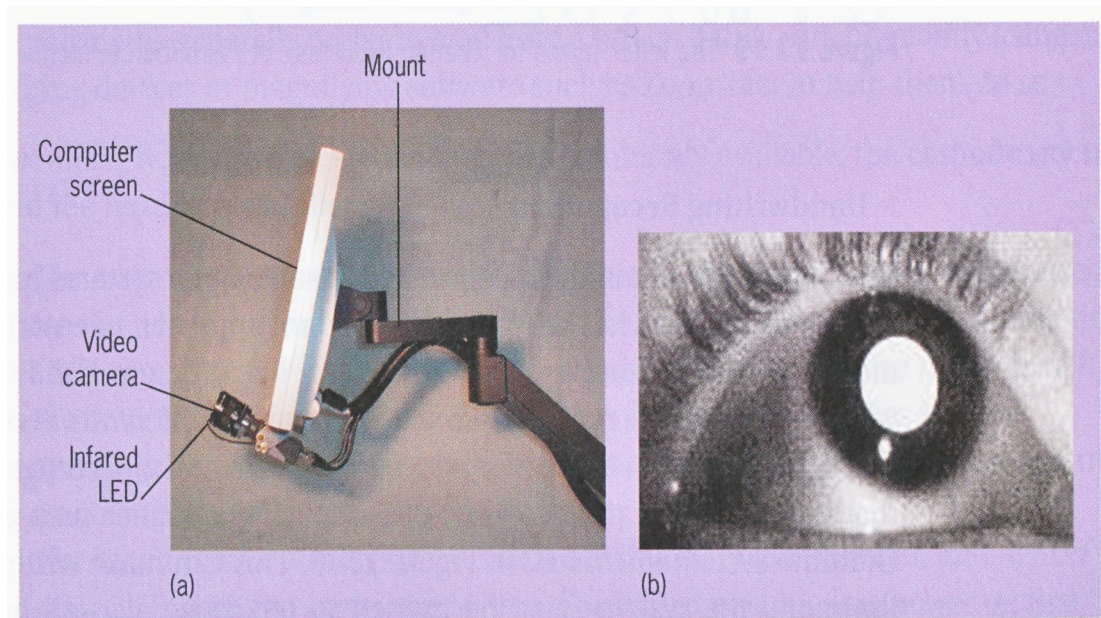 Mount
Computer
screen
Video
camera
Infared
LED
(a)
(b)